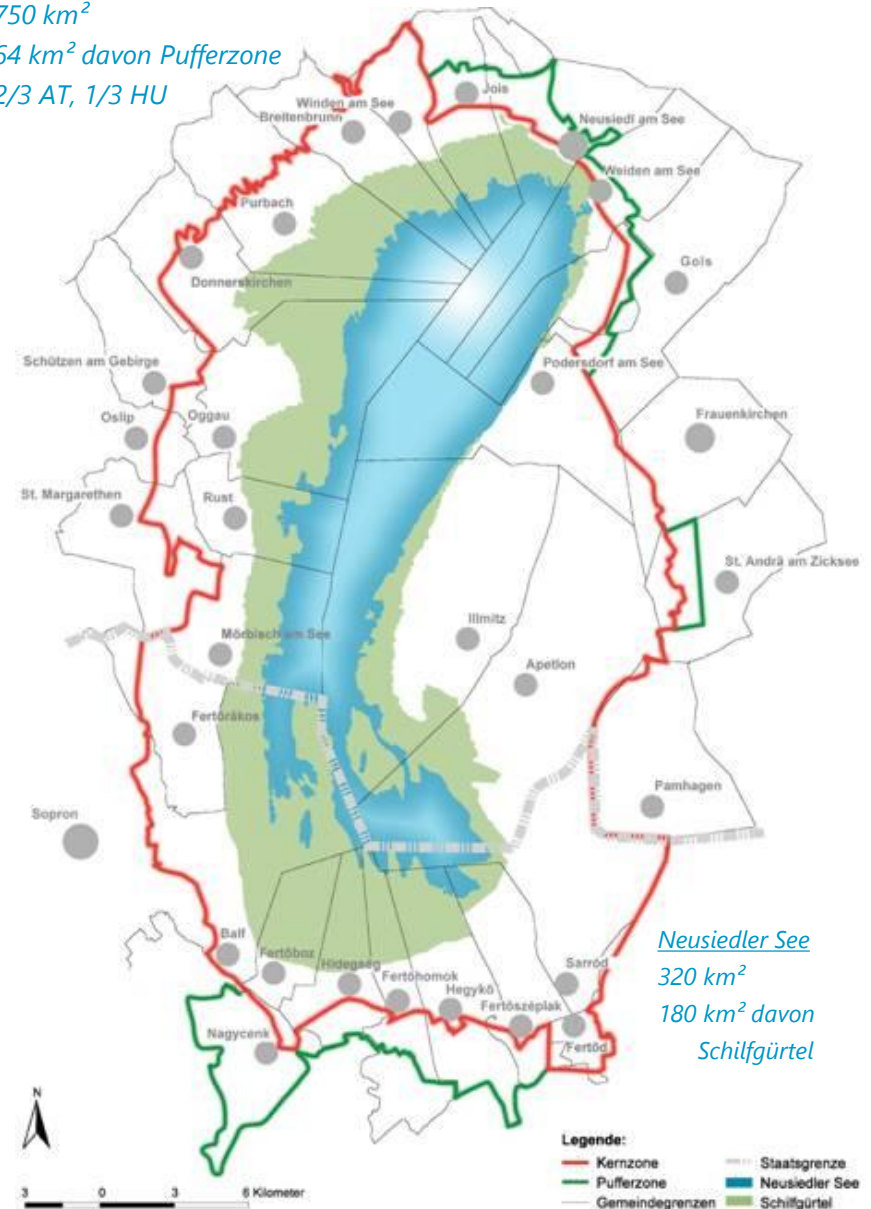 750 km²
64 km² davon Pufferzone
2/3 AT, 1/3 HU
Jois
Winden am See
Breitenbrunn
Neusiedl am See
Weiden am See
Purbach
Gols
Donnerskirchen
Schützen am Gebirge
Podersdorf am See
Oslip
Oggau
Frauenkirchen
St. Margarethen
Rust
St. Andrä am Zicksee
Illmitz
Mörbisch am See
Apetlon
Fertőrákos
Pamhagen
Sopron
Balf
Fertőboz
Hidegség
Fertőhomok
Hegykő
Fertőszéplak
Sarród
Nagycenk
Fertőd
Neusiedler See
320 km²
180 km² davon
Schilfgürtel
N
3 0 3 6 Kilometer
Legende:
Kernzone
Pufferzone
Gemeindegrenzen
Staatsgrenze
Neusiedler See
Schilfgürtel